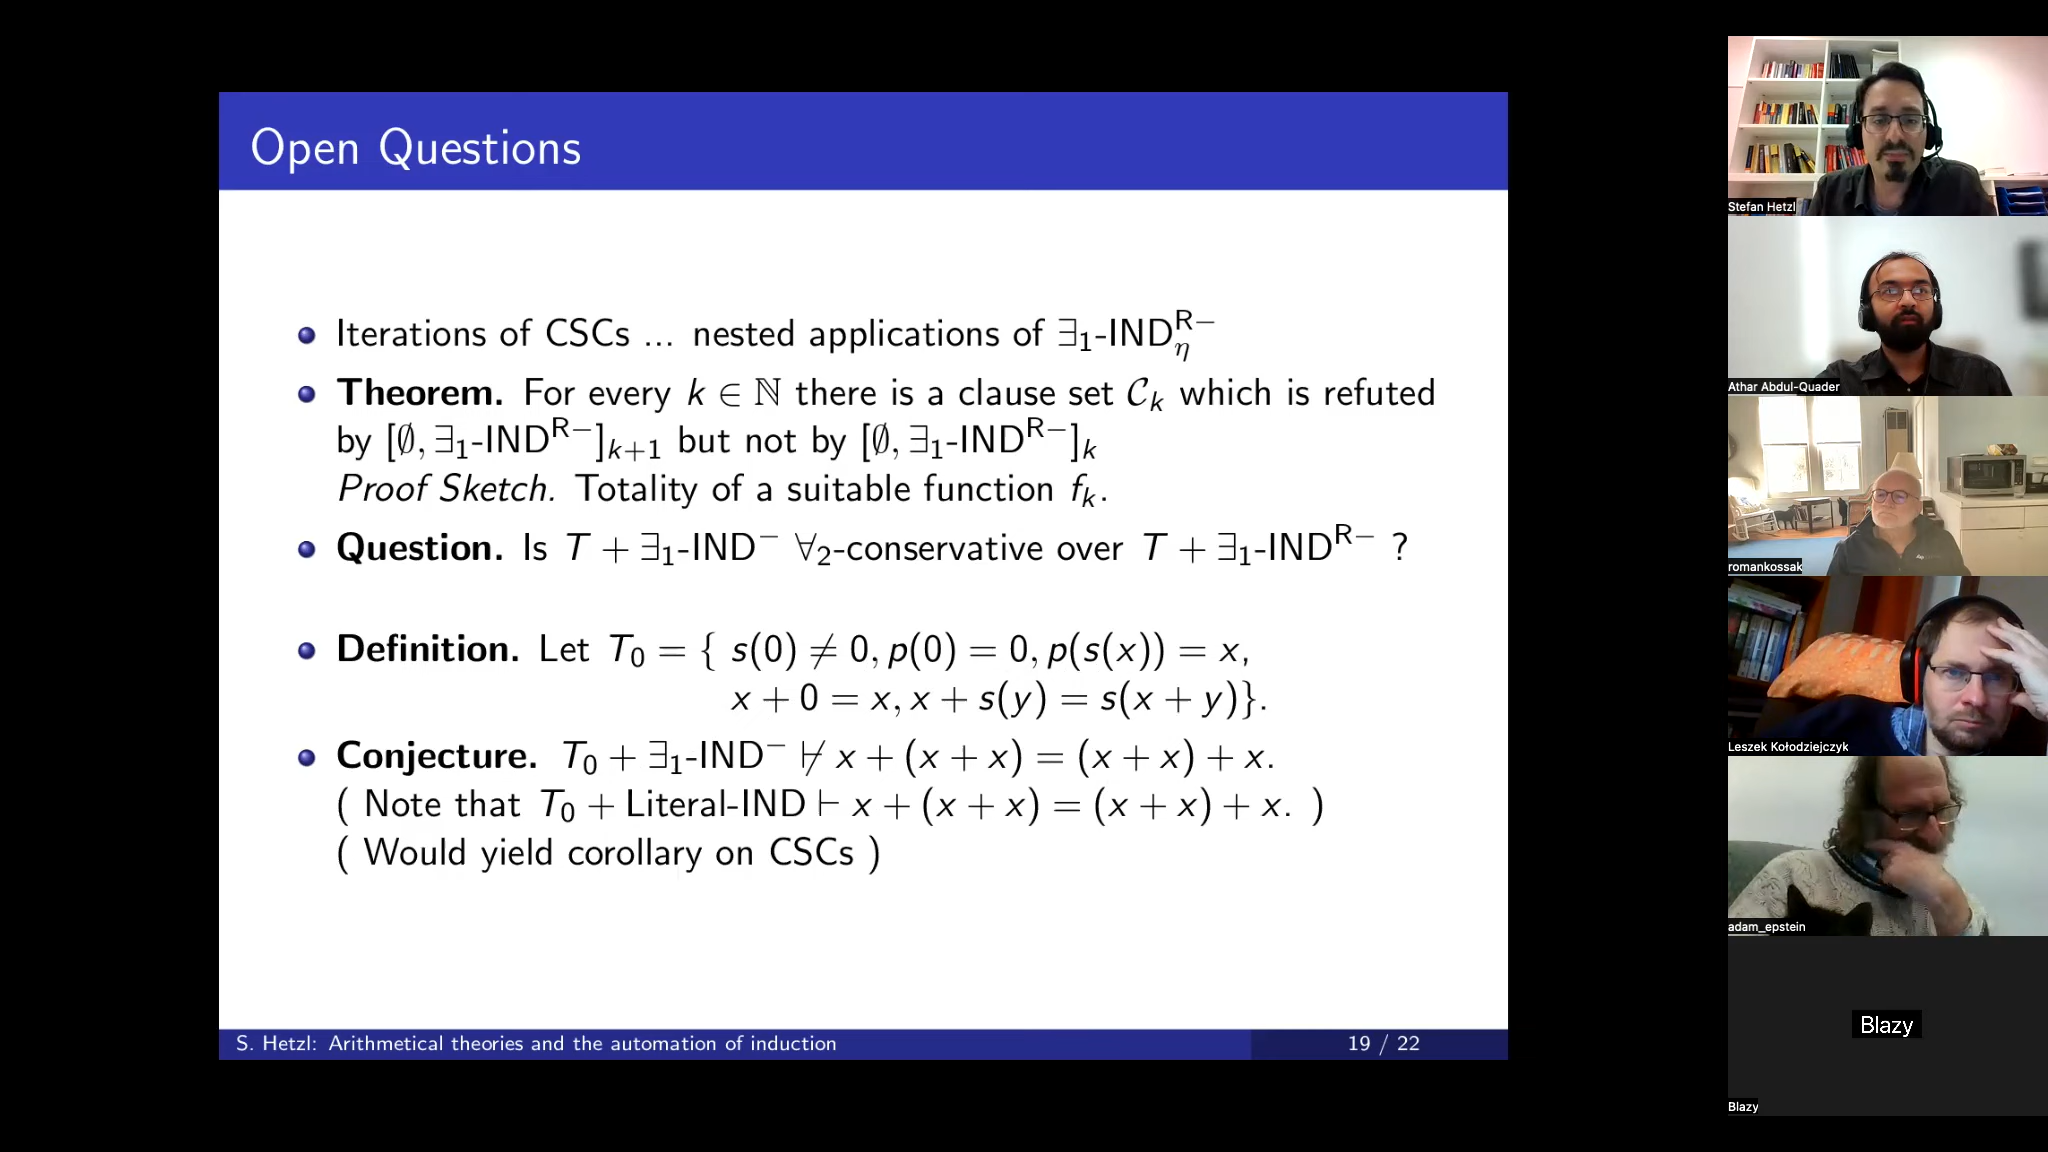 Open Questions
Iterations of CSCs ... nested applications of ∃₁-IND^{R−}_η
Theorem. For every k ∈ ℕ there is a clause set 𝒞ₖ which is refuted
by [∅, ∃₁-IND^{R−}]ₖ₊₁ but not by [∅, ∃₁-IND^{R−}]ₖ
Proof Sketch. Totality of a suitable function fₖ.
Question. Is T + ∃₁-IND⁻ ∀₂-conservative over T + ∃₁-IND^{R−} ?
Definition. Let T₀ = { s(0) ≠ 0, p(0) = 0, p(s(x)) = x,
x + 0 = x, x + s(y) = s(x + y)}.
Conjecture. T₀ + ∃₁-IND⁻ ⊬ x + (x + x) = (x + x) + x.
( Note that T₀ + Literal-IND ⊢ x + (x + x) = (x + x) + x. )
( Would yield corollary on CSCs )
S. Hetzl: Arithmetical theories and the automation of induction
19 / 22
Stefan Hetzl
Athar Abdul-Quader
romankossak
Leszek Kołodziejczyk
adam_epstein
Blazy
Blazy